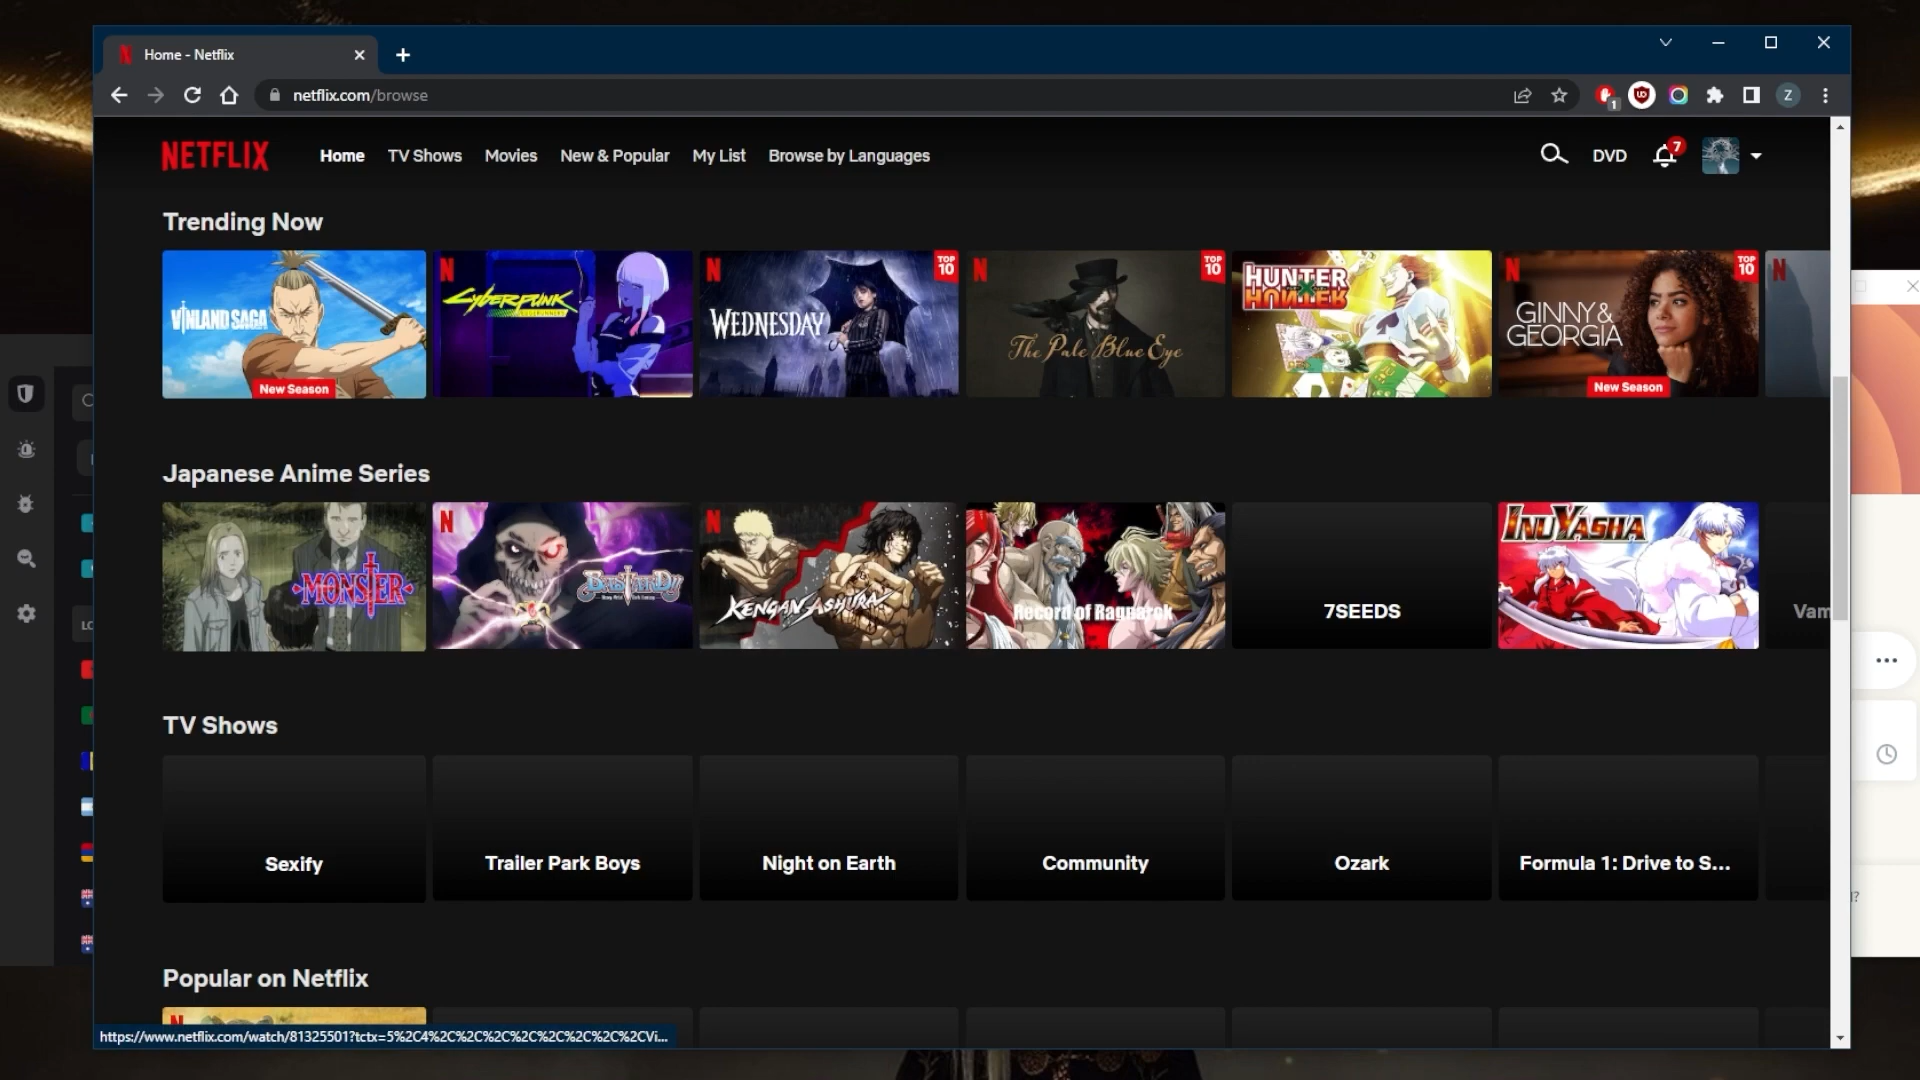 Home - Netflix
netflix.com/browse
1
Z
NETFLIX
Home TV Shows Movies New & Popular My List Browse by Languages
DVD 7
Trending Now
VINLAND SAGA
New Season
N
Cyberpunk
EDGERUNNERS
N
WEDNESDAY
TOP
10
N
The Pale Blue Eye
TOP
10
HUNTER
HUNTER
N
GINNY &
GEORGIA
TOP
10
New Season
N
Japanese Anime Series
MONSTER
N
BASTARD!!
N
KENGAN ASHURA
Record of Ragnarok
7SEEDS
INUYASHA
Vam
TV Shows
Sexify
Trailer Park Boys
Night on Earth
Community
Ozark
Formula 1: Drive to S...
Popular on Netflix
N
https://www.netflix.com/watch/81325501?tctx=5%2C4%2C%2C%2C%2C%2C%2C%2C%2CVi...